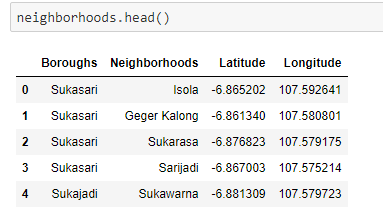 neighborhoods.head()
Boroughs Neighborhoods Latitude Longitude
0 Sukasari Isola -6.865202 107.592641
1 Sukasari Geger Kalong -6.861340 107.580801
2 Sukasari Sukarasa -6.876823 107.579175
3 Sukasari Sarijadi -6.867003 107.575214
4 Sukajadi Sukawarna -6.881309 107.579723